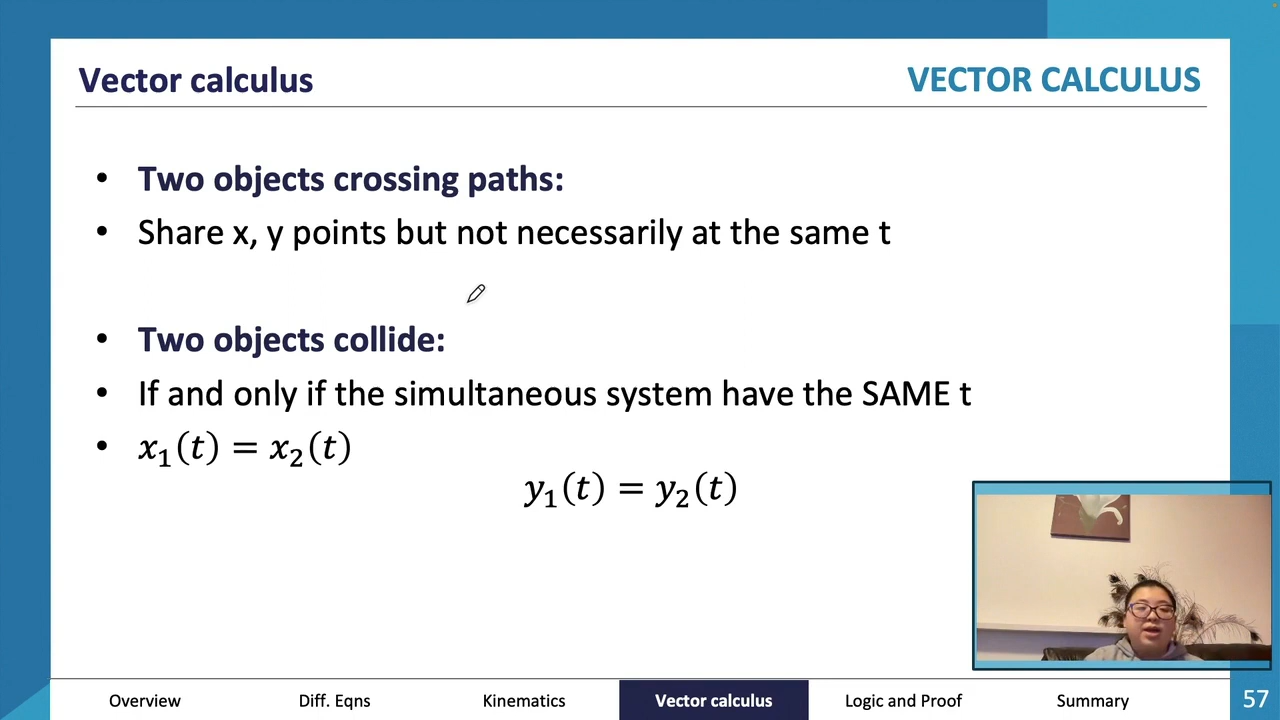 Vector calculus
VECTOR CALCULUS
• Two objects crossing paths:
• Share x, y points but not necessarily at the same t
• Two objects collide:
• If and only if the simultaneous system have the SAME t
• x₁(t) = x₂(t)
y₁(t) = y₂(t)
Overview
Diff. Eqns
Kinematics
Vector calculus
Logic and Proof
Summary
57